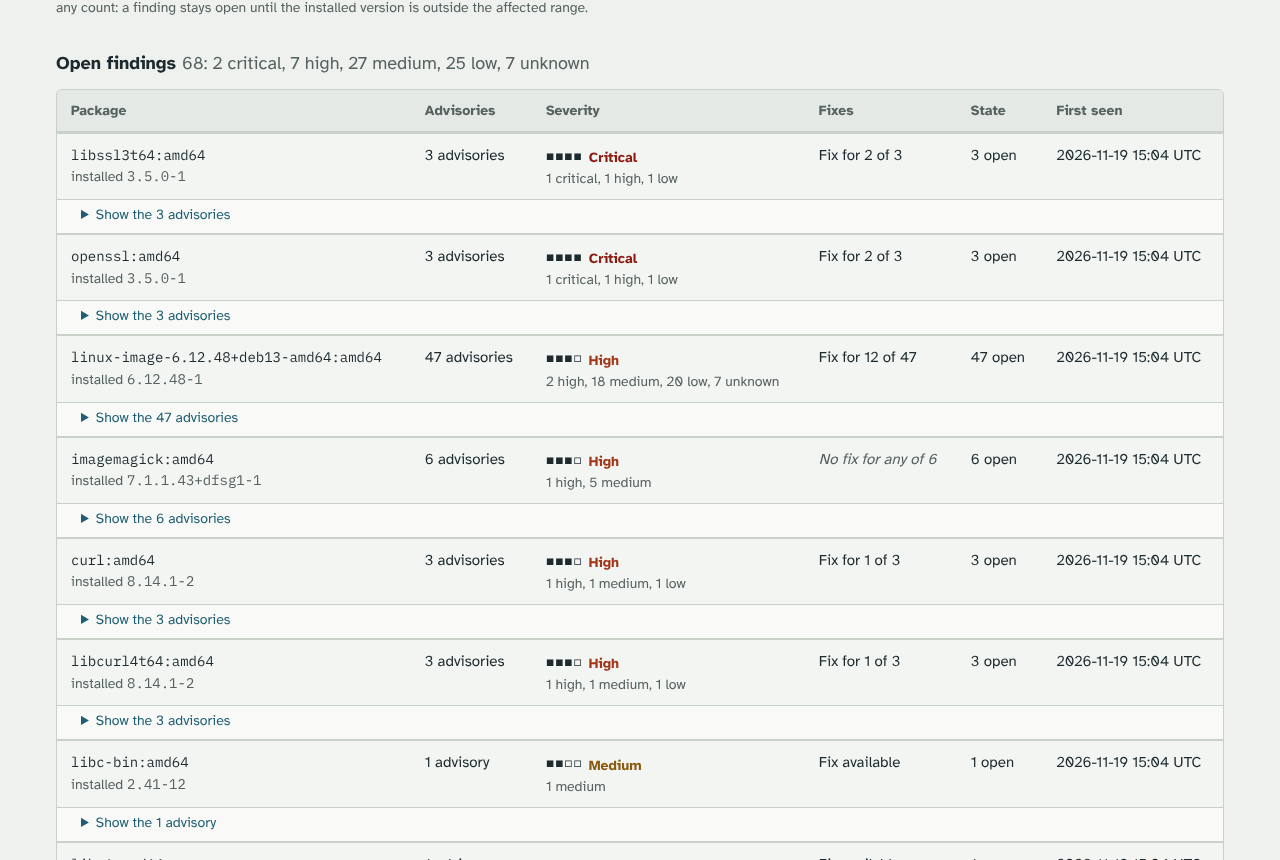 any count: a finding stays open until the installed version is outside the affected range.
Open findings 68: 2 critical, 7 high, 27 medium, 25 low, 7 unknown
Package Advisories Severity Fixes State First seen
libssl3t64:amd64 3 advisories Critical Fix for 2 of 3 3 open 2026-11-19 15:04 UTC
installed 3.5.0-1 1 critical, 1 high, 1 low
Show the 3 advisories
openssl:amd64 3 advisories Critical Fix for 2 of 3 3 open 2026-11-19 15:04 UTC
installed 3.5.0-1 1 critical, 1 high, 1 low
Show the 3 advisories
linux-image-6.12.48+deb13-amd64:amd64 47 advisories High Fix for 12 of 47 47 open 2026-11-19 15:04 UTC
installed 6.12.48-1 2 high, 18 medium, 20 low, 7 unknown
Show the 47 advisories
imagemagick:amd64 6 advisories High No fix for any of 6 6 open 2026-11-19 15:04 UTC
installed 7.1.1.43+dfsg1-1 1 high, 5 medium
Show the 6 advisories
curl:amd64 3 advisories High Fix for 1 of 3 3 open 2026-11-19 15:04 UTC
installed 8.14.1-2 1 high, 1 medium, 1 low
Show the 3 advisories
libcurl4t64:amd64 3 advisories High Fix for 1 of 3 3 open 2026-11-19 15:04 UTC
installed 8.14.1-2 1 high, 1 medium, 1 low
Show the 3 advisories
libc-bin:amd64 1 advisory Medium Fix available 1 open 2026-11-19 15:04 UTC
installed 2.41-12 1 medium
Show the 1 advisory